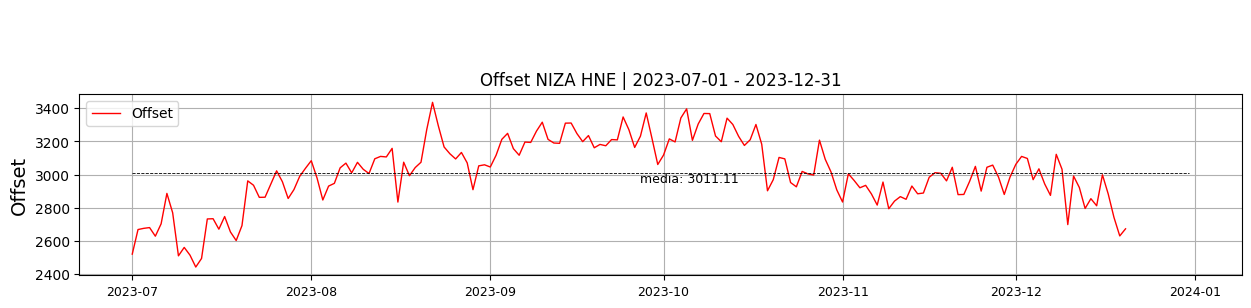 Offset NIZA HNE | 2023-07-01 - 2023-12-31
Offset
Offset
3400
3200
3000
2800
2600
2400
media: 3011.11
2023-07 2023-08 2023-09 2023-10 2023-11 2023-12 2024-01